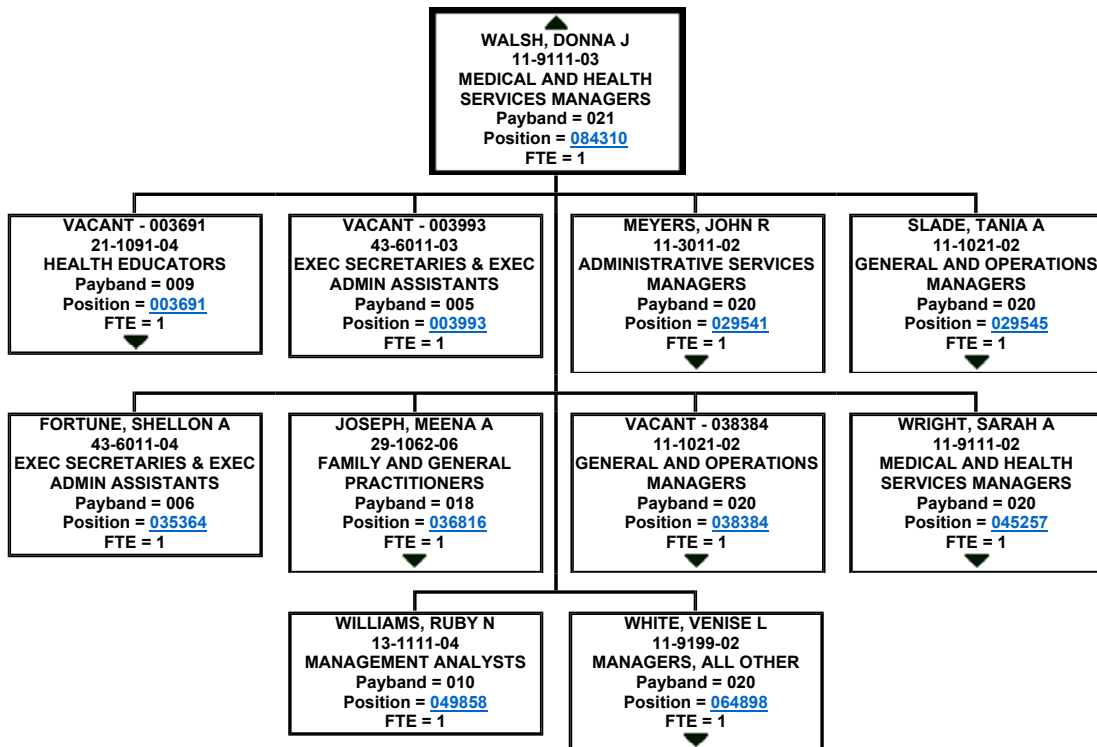 WALSH, DONNA J
11-9111-03
MEDICAL AND HEALTH
SERVICES MANAGERS
Payband = 021
Position = 084310
FTE = 1
VACANT - 003691
21-1091-04
HEALTH EDUCATORS
Payband = 009
Position = 003691
FTE = 1
VACANT - 003993
43-6011-03
EXEC SECRETARIES & EXEC
ADMIN ASSISTANTS
Payband = 005
Position = 003993
FTE = 1
MEYERS, JOHN R
11-3011-02
ADMINISTRATIVE SERVICES
MANAGERS
Payband = 020
Position = 029541
FTE = 1
SLADE, TANIA A
11-1021-02
GENERAL AND OPERATIONS
MANAGERS
Payband = 020
Position = 029545
FTE = 1
FORTUNE, SHELLON A
43-6011-04
EXEC SECRETARIES & EXEC
ADMIN ASSISTANTS
Payband = 006
Position = 035364
FTE = 1
JOSEPH, MEENA A
29-1062-06
FAMILY AND GENERAL
PRACTITIONERS
Payband = 018
Position = 036816
FTE = 1
VACANT - 038384
11-1021-02
GENERAL AND OPERATIONS
MANAGERS
Payband = 020
Position = 038384
FTE = 1
WRIGHT, SARAH A
11-9111-02
MEDICAL AND HEALTH
SERVICES MANAGERS
Payband = 020
Position = 045257
FTE = 1
WILLIAMS, RUBY N
13-1111-04
MANAGEMENT ANALYSTS
Payband = 010
Position = 049858
FTE = 1
WHITE, VENISE L
11-9199-02
MANAGERS, ALL OTHER
Payband = 020
Position = 064898
FTE = 1